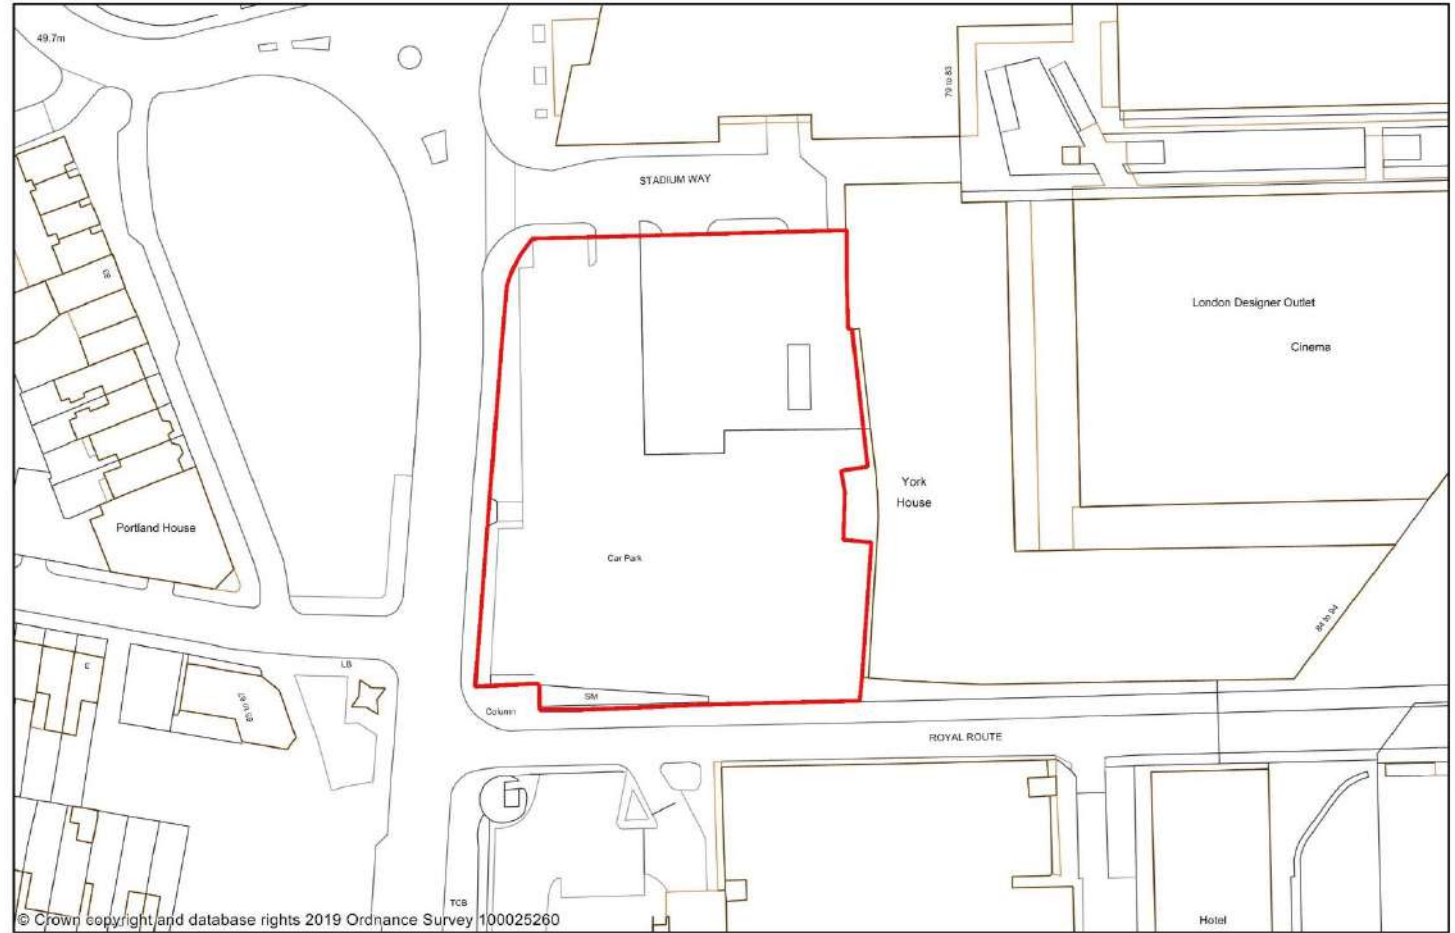 49.7m
79 to 83
STADIUM WAY
63
London Designer Outlet
Cinema
York
House
Portland House
Car Park
84 to 94
LB
SM
Column
ROYAL ROUTE
TCB
Hotel
© Crown copyright and database rights 2019 Ordnance Survey 100025260